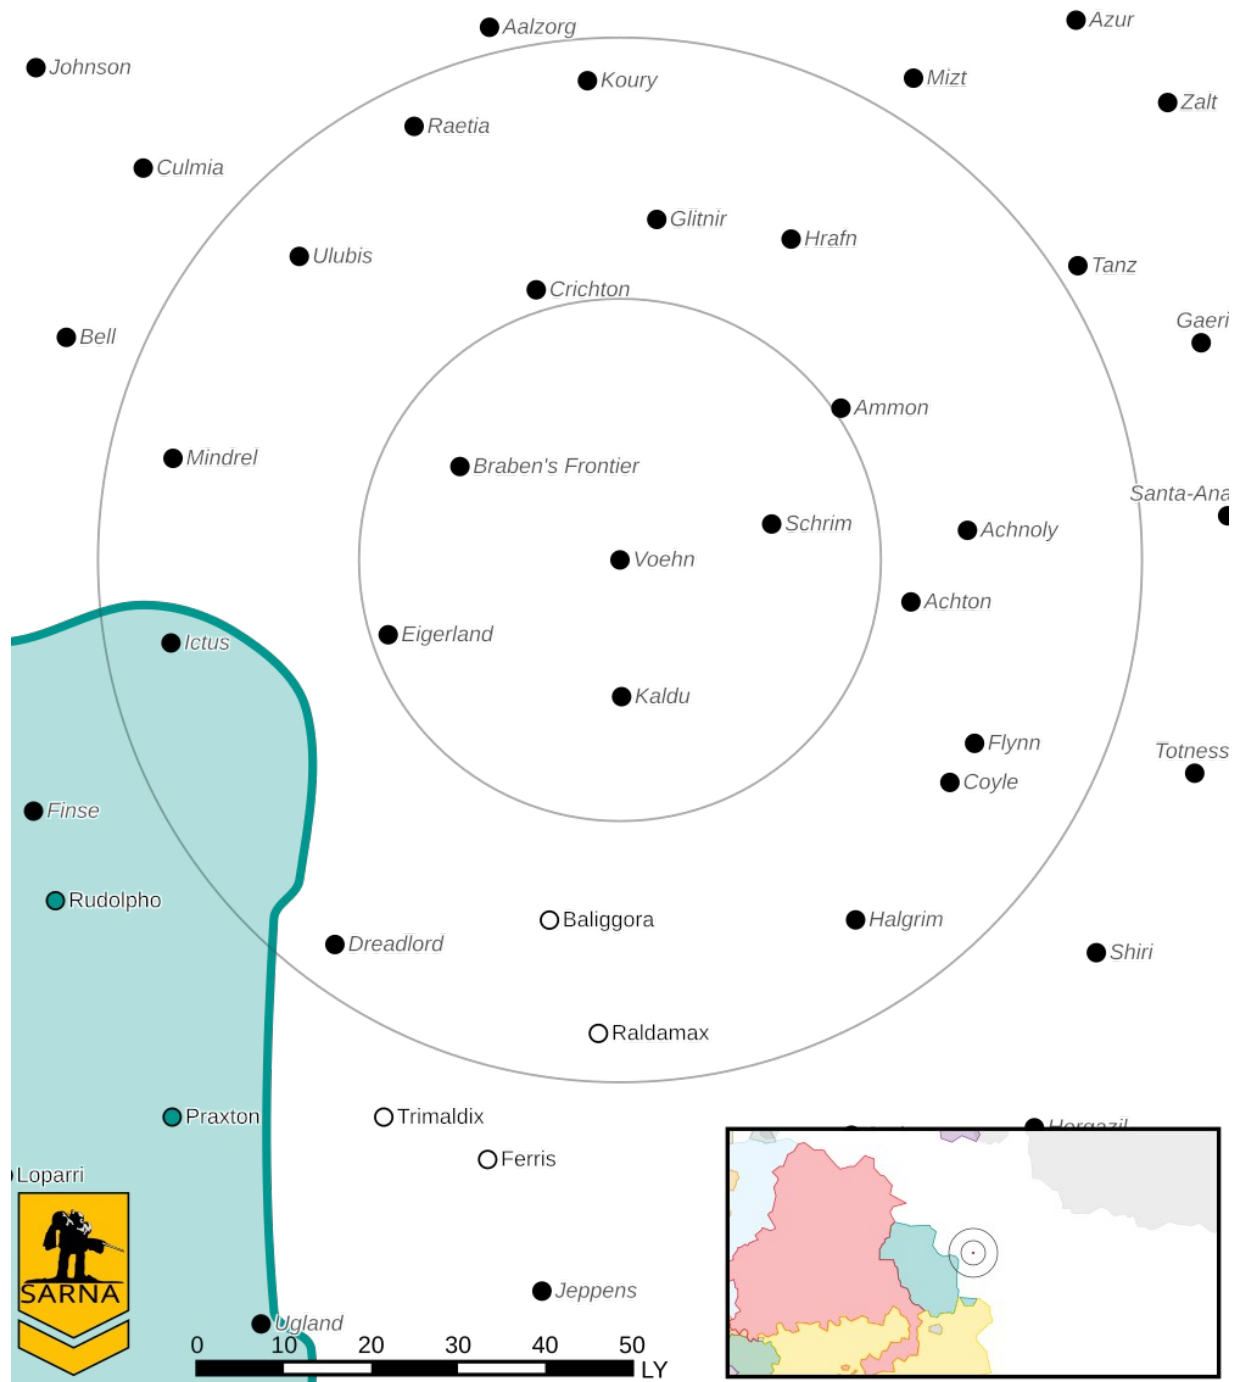 Azur
Aalzorg
Johnson
Mizt
Koury
Zalt
Raetia
Culmia
Glitnir
Hrafn
Ulubis
Tanz
Crichton
Gaeri
Bell
Ammon
Mindrel
Braben's Frontier
Santa-Ana
Schrim
Achnoly
Voehn
Achton
Eigerland
Ictus
Kaldu
Flynn
Totness
Coyle
Finse
Rudolpho
Baliggora
Halgrim
Dreadlord
Shiri
Raldamax
Praxton
Trimaldix
Horgazil
Ferris
Loparri
SARNA
Jeppens
Ugland
0 10 20 30 40 50
LY